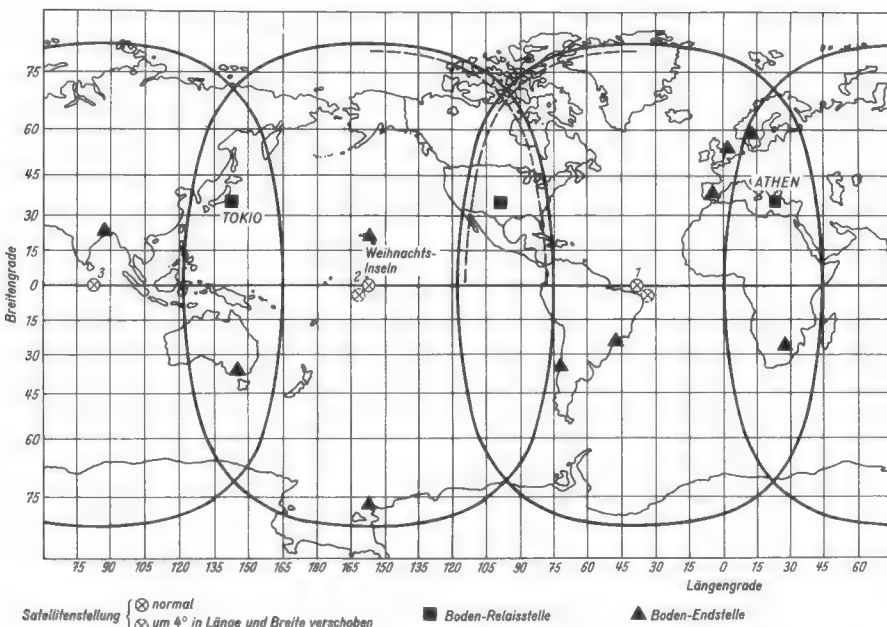 75
60
45
30
15
0
15
30
45
60
75
Breitengrade
TOKIO
ATHEN
Weihnachts-
Inseln
3
2
1
75 90 105 120 135 150 165 180 165 150 135 120 105 90 75 60 45 30 15 0 15 30 45 60
Längengrade
Satellitenstellung { ⊗ normal
⊗ um 4° in Länge und Breite verschoben
■ Boden-Relaisstelle
▲ Boden-Endstelle